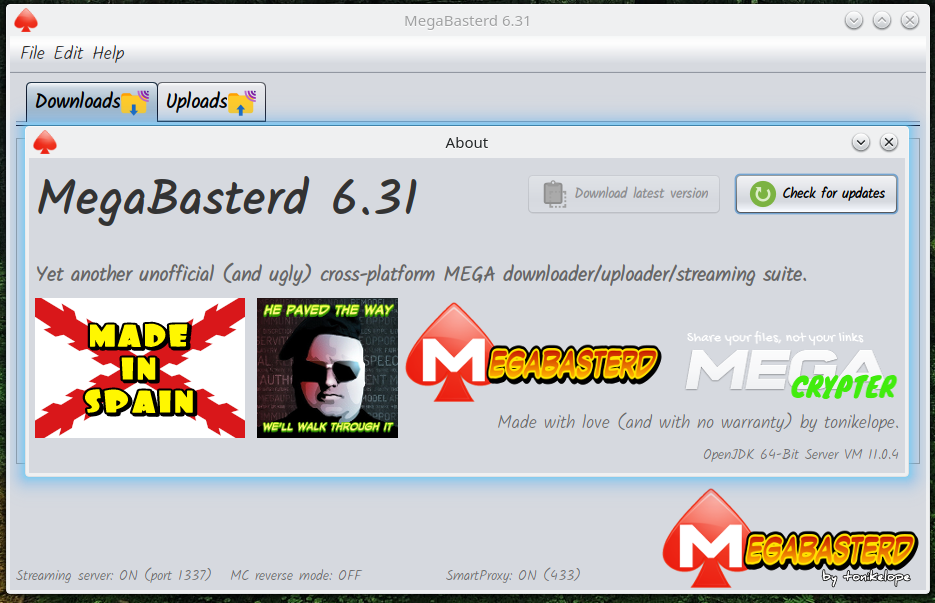 MegaBasterd 6.31
File Edit Help
Downloads Uploads
About
MegaBasterd 6.31
Download latest version
Check for updates
Yet another unofficial (and ugly) cross-platform MEGA downloader/uploader/streaming suite.
MADE
IN
SPAIN
HE PAVED THE WAY
WE'LL WALK THROUGH IT
MEGABASTERD
Share your files, not your links
MEGA
CRYPTER
Made with love (and with no warranty) by tonikelope.
OpenJDK 64-Bit Server VM 11.0.4
MEGABASTERD
by tonikelope
Streaming server: ON (port 1337) MC reverse mode: OFF SmartProxy: ON (433)